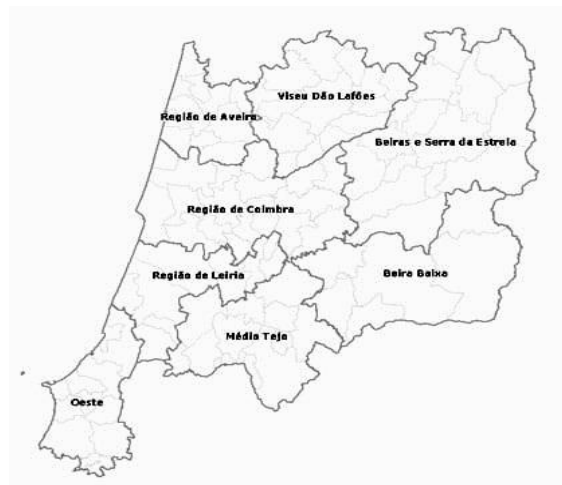 Viseu Dão Lafões
Região de Aveiro
Beiras e Serra da Estrela
Região de Coimbra
Região de Leiria
Beira Baixa
Médio Tejo
Oeste